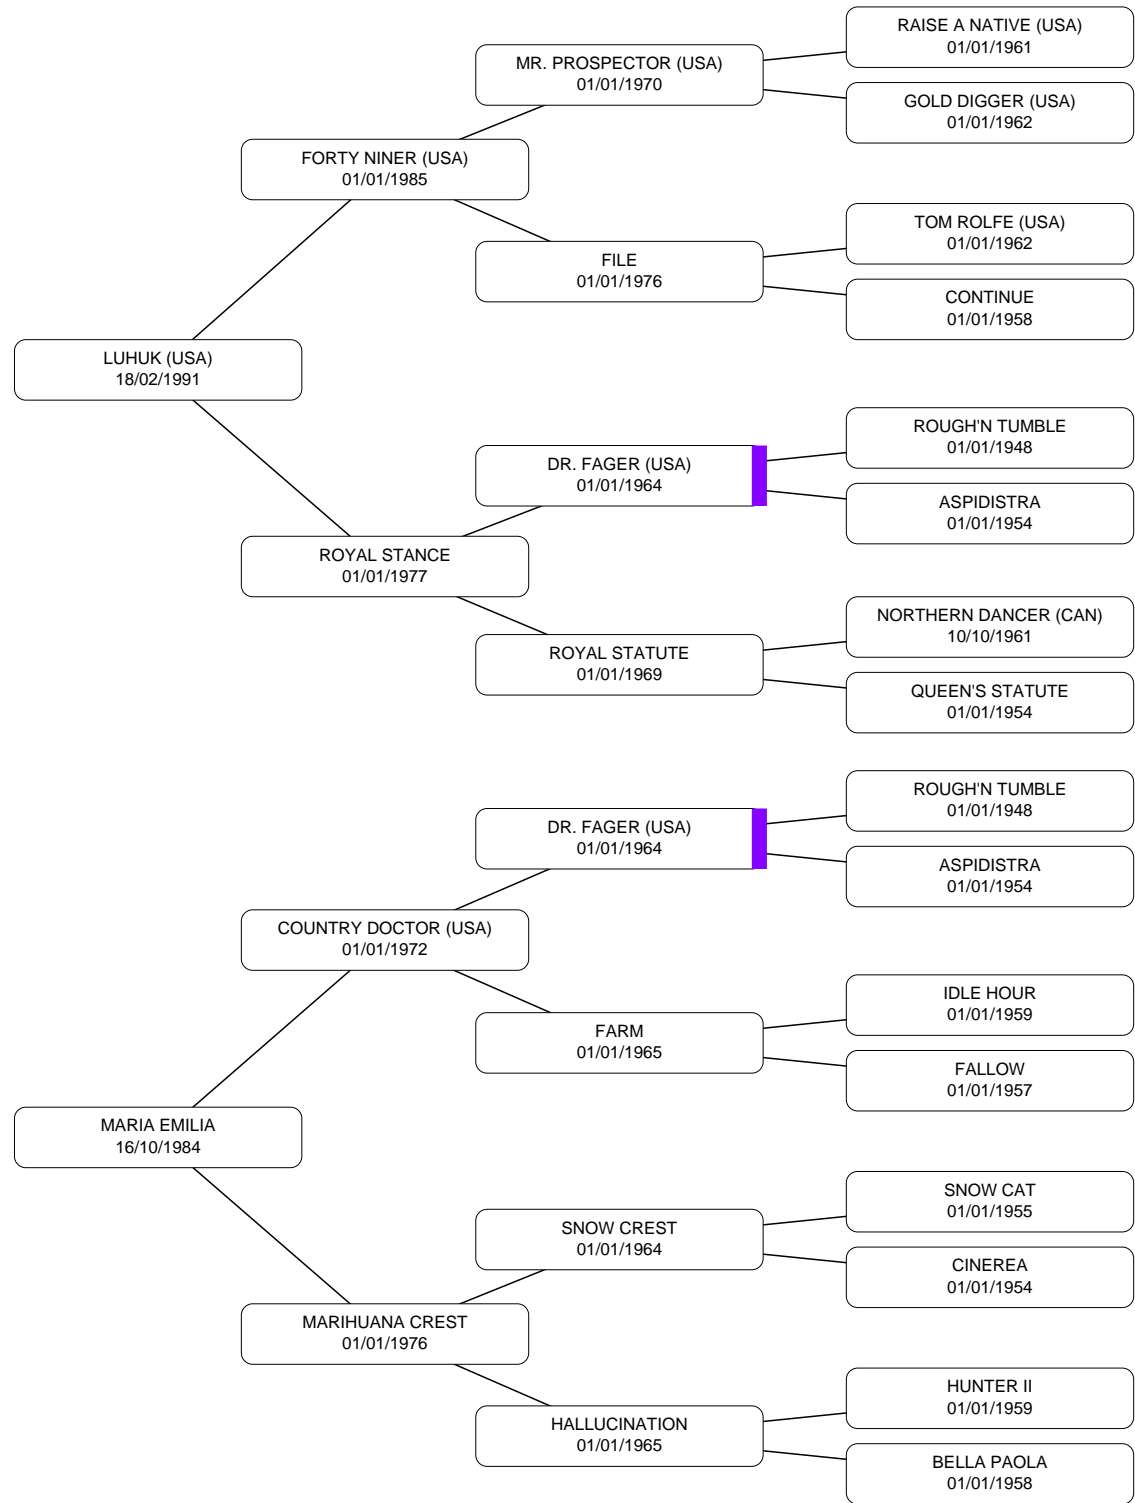 RAISE A NATIVE (USA)
01/01/1961
MR. PROSPECTOR (USA)
01/01/1970
GOLD DIGGER (USA)
01/01/1962
FORTY NINER (USA)
01/01/1985
TOM ROLFE (USA)
01/01/1962
FILE
01/01/1976
CONTINUE
01/01/1958
LUHUK (USA)
18/02/1991
ROUGH'N TUMBLE
01/01/1948
DR. FAGER (USA)
01/01/1964
ASPIDISTRA
01/01/1954
ROYAL STANCE
01/01/1977
NORTHERN DANCER (CAN)
10/10/1961
ROYAL STATUTE
01/01/1969
QUEEN'S STATUTE
01/01/1954
ROUGH'N TUMBLE
01/01/1948
DR. FAGER (USA)
01/01/1964
ASPIDISTRA
01/01/1954
COUNTRY DOCTOR (USA)
01/01/1972
IDLE HOUR
01/01/1959
FARM
01/01/1965
FALLOW
01/01/1957
MARIA EMILIA
16/10/1984
SNOW CAT
01/01/1955
SNOW CREST
01/01/1964
CINEREA
01/01/1954
MARIHUANA CREST
01/01/1976
HUNTER II
01/01/1959
HALLUCINATION
01/01/1965
BELLA PAOLA
01/01/1958